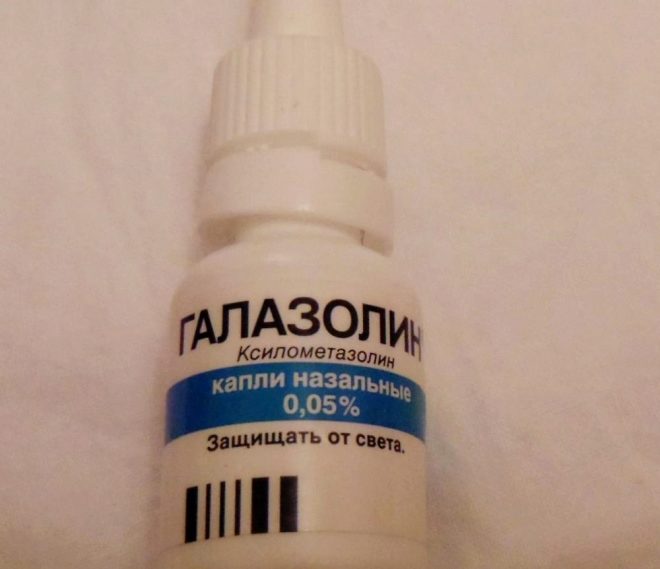 ГАЛАЗОЛИН
Ксилометазолин
капли назальные
0,05%
Защищать от света.